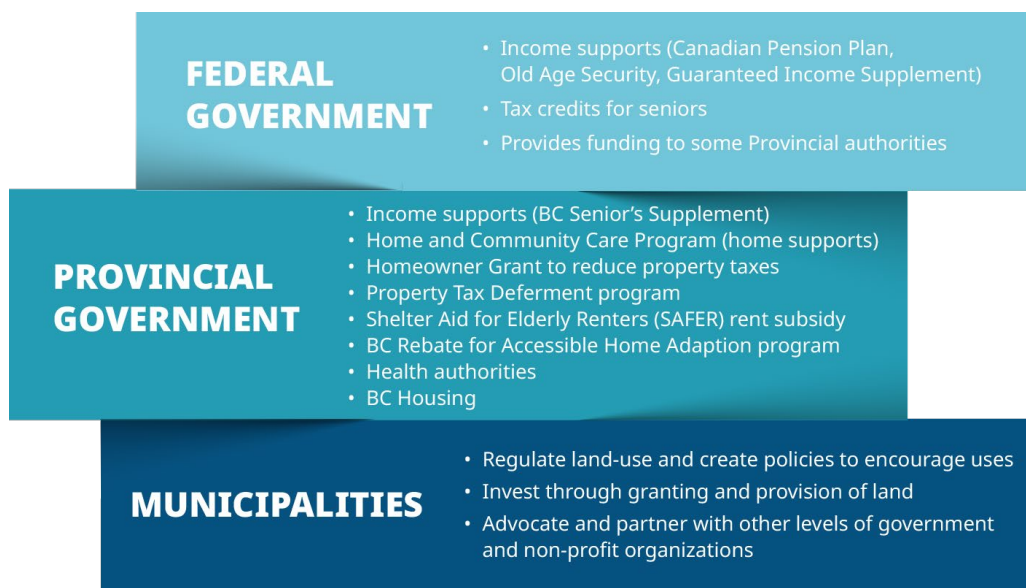 FEDERAL
GOVERNMENT
• Income supports (Canadian Pension Plan,
Old Age Security, Guaranteed Income Supplement)
• Tax credits for seniors
• Provides funding to some Provincial authorities
PROVINCIAL
GOVERNMENT
• Income supports (BC Senior’s Supplement)
• Home and Community Care Program (home supports)
• Homeowner Grant to reduce property taxes
• Property Tax Deferment program
• Shelter Aid for Elderly Renters (SAFER) rent subsidy
• BC Rebate for Accessible Home Adaption program
• Health authorities
• BC Housing
MUNICIPALITIES
• Regulate land-use and create policies to encourage uses
• Invest through granting and provision of land
• Advocate and partner with other levels of government
and non-profit organizations